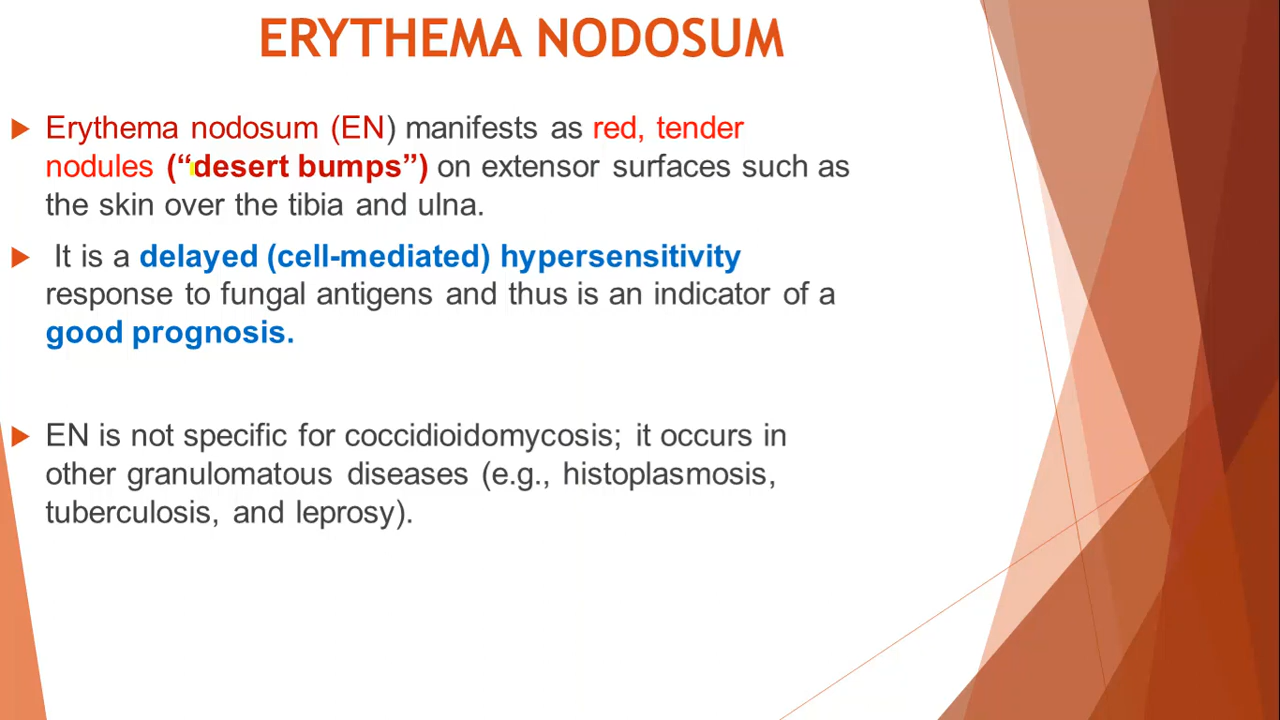 ERYTHEMA NODOSUM
Erythema nodosum (EN) manifests as red, tender
nodules (“desert bumps”) on extensor surfaces such as
the skin over the tibia and ulna.
It is a delayed (cell-mediated) hypersensitivity
response to fungal antigens and thus is an indicator of a
good prognosis.
EN is not specific for coccidioidomycosis; it occurs in
other granulomatous diseases (e.g., histoplasmosis,
tuberculosis, and leprosy).